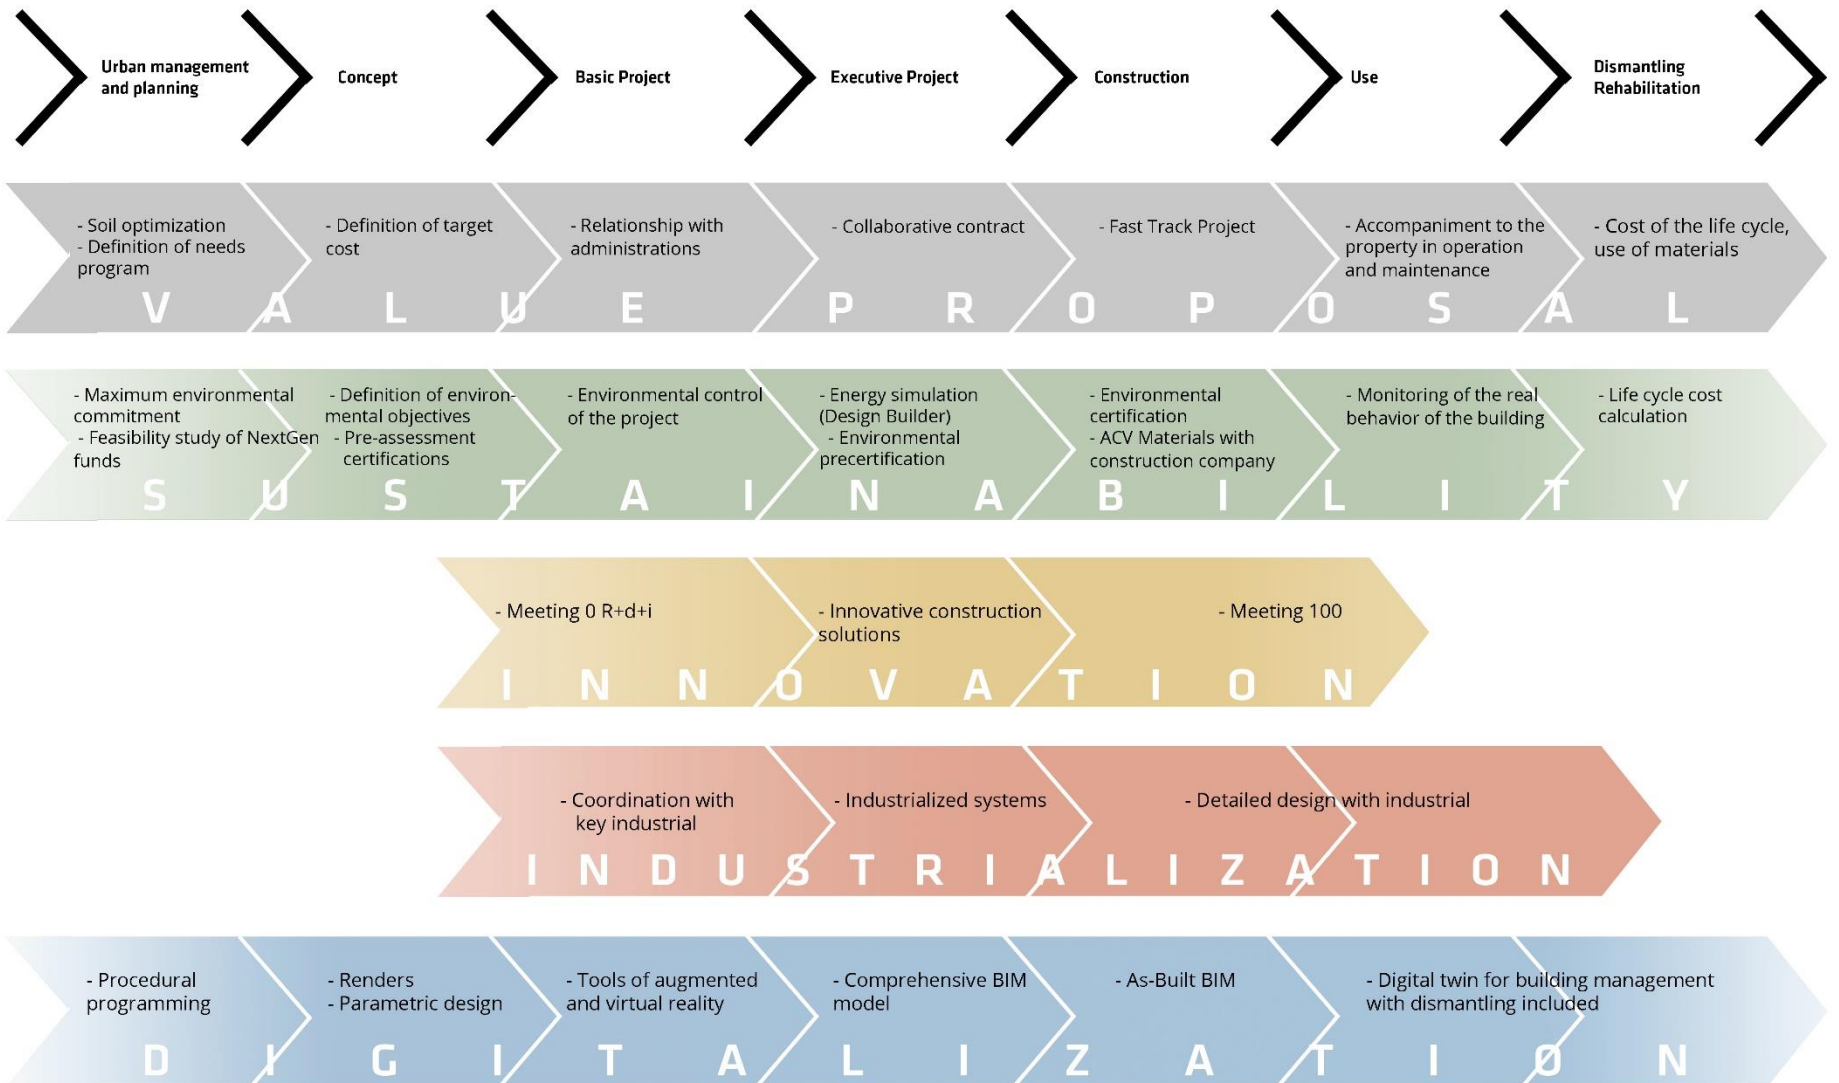 Urban management
and planning
Concept
Basic Project
Executive Project
Construction
Use
Dismantling
Rehabilitation
- Soil optimization
- Definition of needs
program
- Definition of target
cost
- Relationship with
administrations
- Collaborative contract
- Fast Track Project
- Accompaniment to the
property in operation
and maintenance
- Cost of the life cycle,
use of materials
VALUE PROPOSAL
- Maximum environmental
commitment
- Feasibility study of NextGen
funds
- Definition of environ-
mental objectives
- Pre-assessment
certifications
- Environmental control
of the project
- Energy simulation
(Design Builder)
- Environmental
precertification
- Environmental
certification
- ACV Materials with
construction company
- Monitoring of the real
behavior of the building
- Life cycle cost
calculation
SUSTAINABILITY
- Meeting 0 R+d+i
- Innovative construction
solutions
- Meeting 100
INNOVATION
- Coordination with
key industrial
- Industrialized systems
- Detailed design with industrial
INDUSTRIALIZATION
- Procedural
programming
- Renders
- Parametric design
- Tools of augmented
and virtual reality
- Comprehensive BIM
model
- As-Built BIM
- Digital twin for building management
with dismantling included
DIGITALIZATION